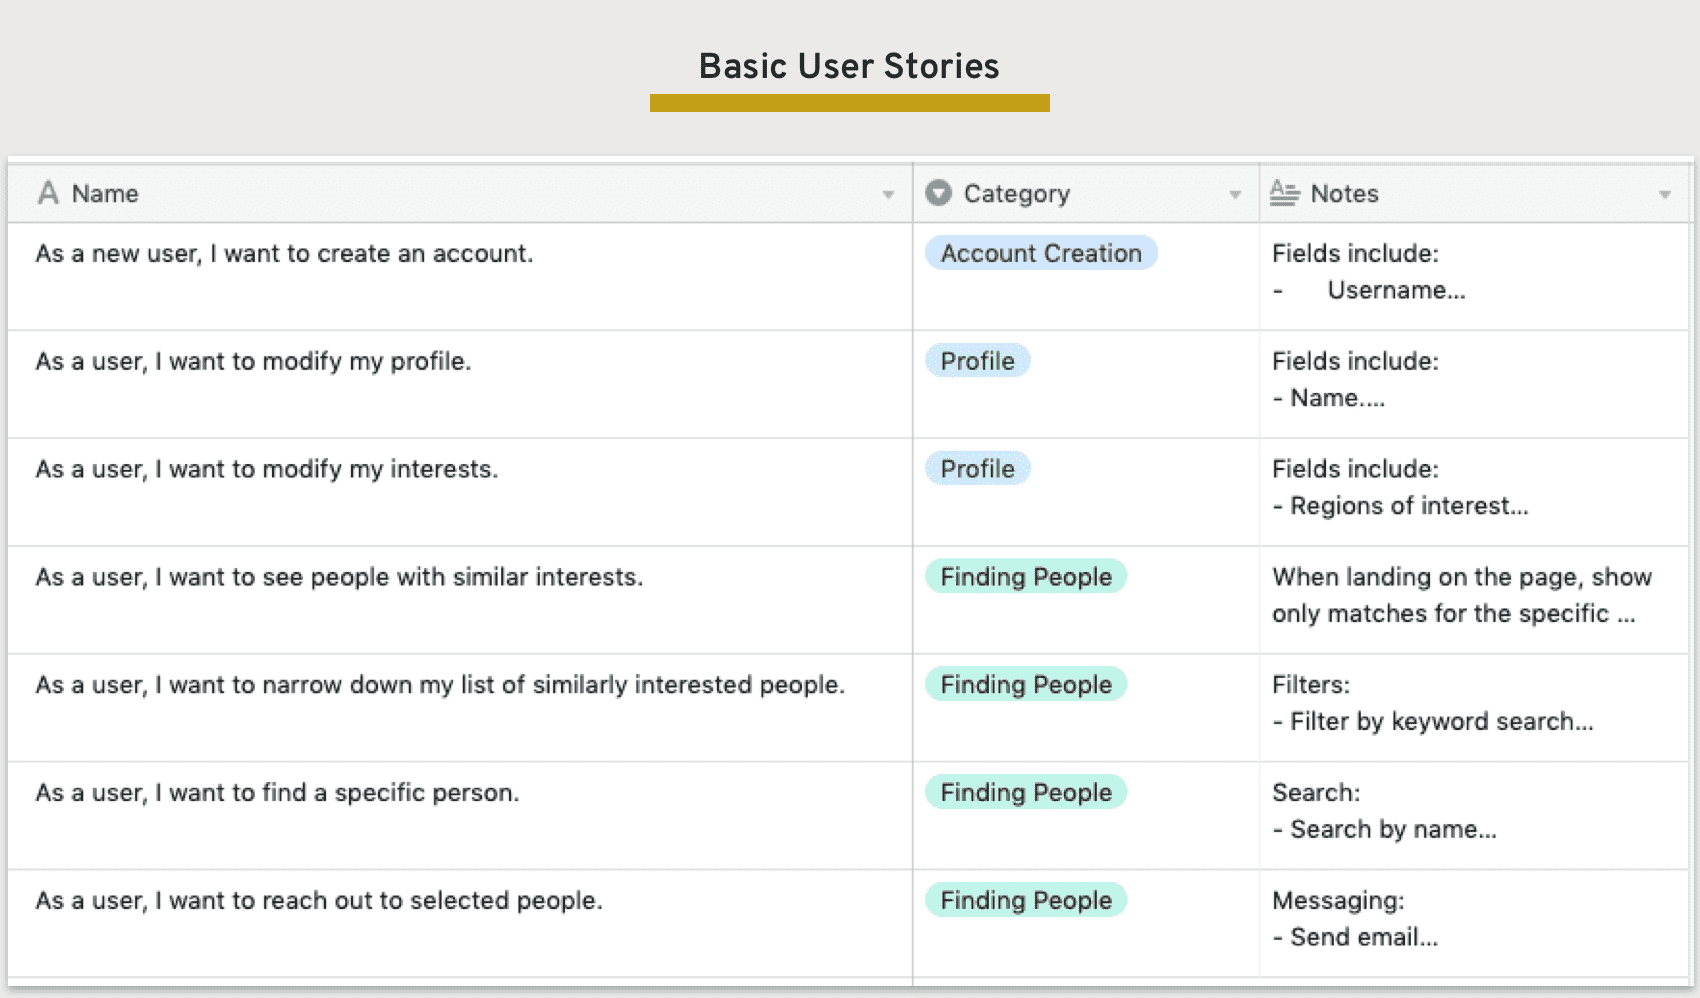 Basic User Stories
Name
Category
Notes
As a new user, I want to create an account.
Account Creation
Fields include:
- Username...
As a user, I want to modify my profile.
Profile
Fields include:
- Name....
As a user, I want to modify my interests.
Profile
Fields include:
- Regions of interest...
As a user, I want to see people with similar interests.
Finding People
When landing on the page, show
only matches for the specific ...
As a user, I want to narrow down my list of similarly interested people.
Finding People
Filters:
- Filter by keyword search...
As a user, I want to find a specific person.
Finding People
Search:
- Search by name...
As a user, I want to reach out to selected people.
Finding People
Messaging:
- Send email...